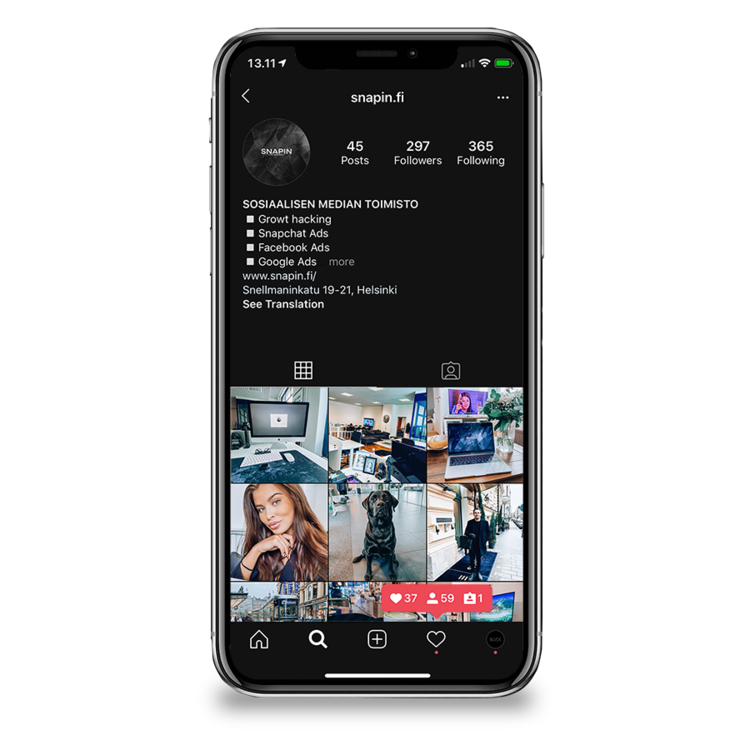 13.11
snapin.fi
SNAPIN
45 297 365
Posts Followers Following
SOSIAALISEN MEDIAN TOIMISTO
Growt hacking
Snapchat Ads
Facebook Ads
Google Ads more
www.snapin.fi/
Snellmaninkatu 19-21, Helsinki
See Translation
37 59 1